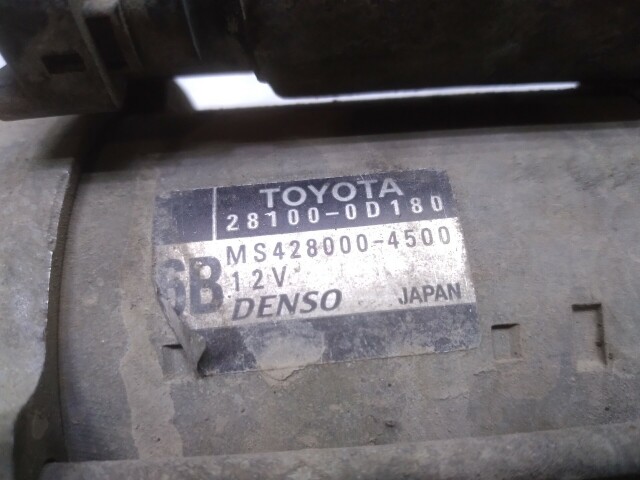 TOYOTA
28100-0D180
MS428000-4500
6B 12V
DENSO JAPAN